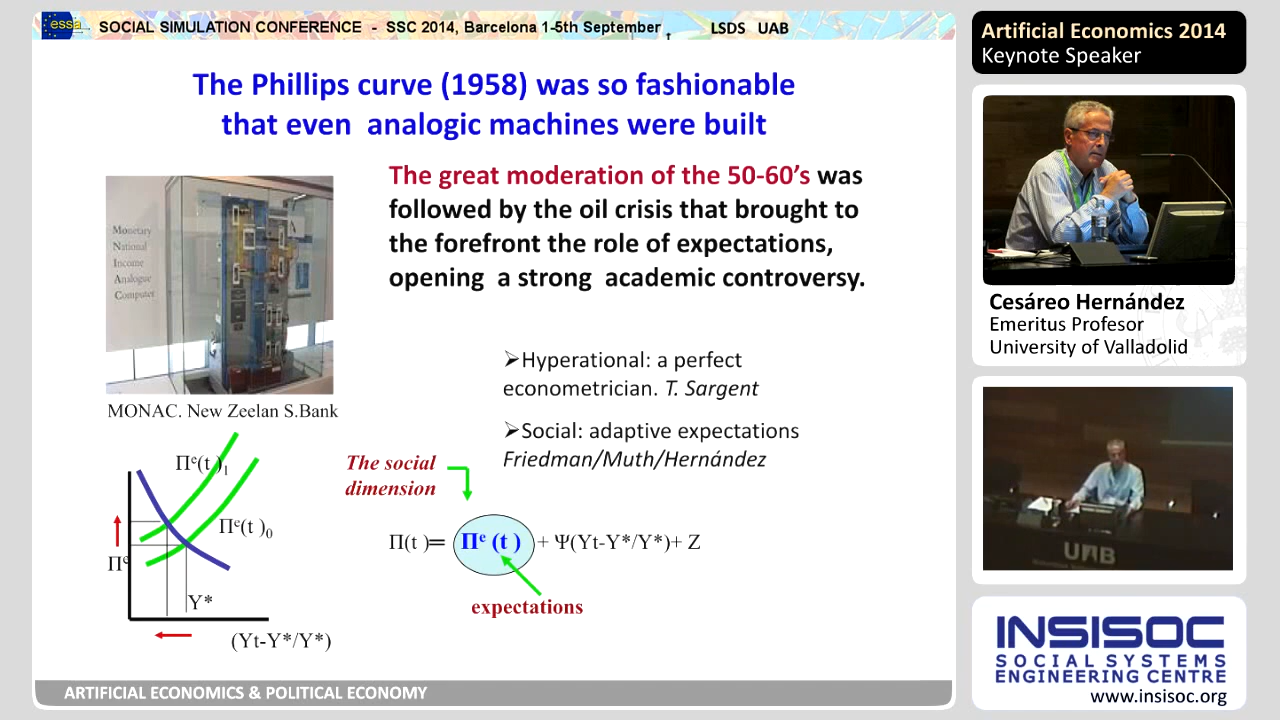 essa
SOCIAL SIMULATION CONFERENCE - SSC 2014, Barcelona 1-5th September , LSDS UAB
The Phillips curve (1958) was so fashionable
that even analogic machines were built
Monetary
National
Income
Analogue
Computer
MONAC. New Zeelan S.Bank
The great moderation of the 50-60's was
followed by the oil crisis that brought to
the forefront the role of expectations,
opening a strong academic controversy.
➢Hyperational: a perfect
econometrician. T. Sargent
➢Social: adaptive expectations
Friedman/Muth/Hernández
The social
dimension
Πᵉ(t )₁
Πᵉ(t )₀
Πᵉ
Y*
(Yt-Y*/Y*)
Π(t )= Πᵉ (t ) + Ψ(Yt-Y*/Y*)+ Z
expectations
ARTIFICIAL ECONOMICS & POLITICAL ECONOMY
Artificial Economics 2014
Keynote Speaker
Cesáreo Hernández
Emeritus Profesor
University of Valladolid
UAB
INSISOC
SOCIAL SYSTEMS
ENGINEERING CENTRE
www.insisoc.org